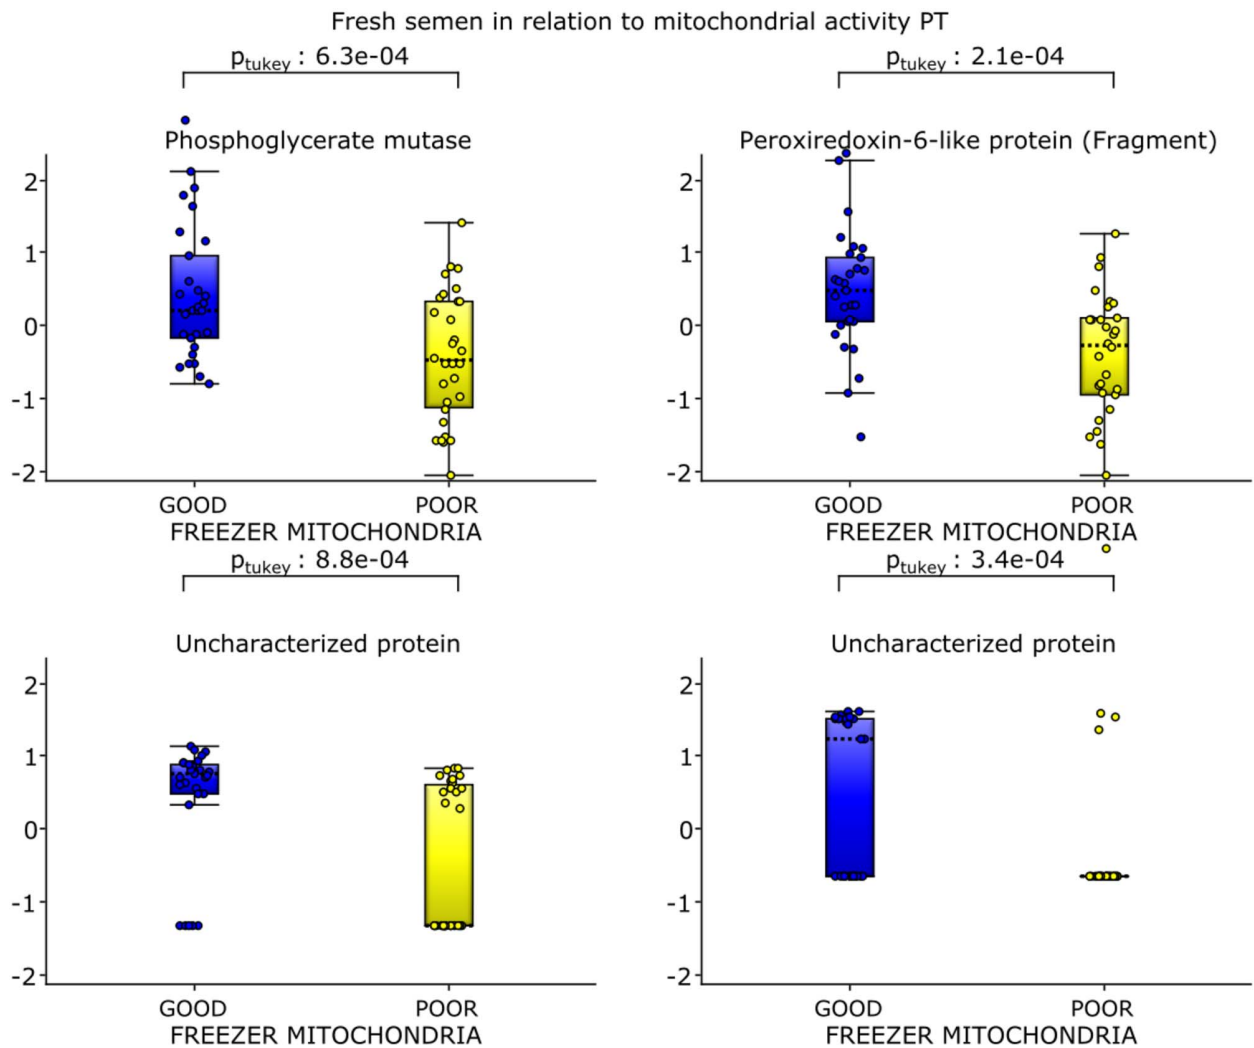 Fresh semen in relation to mitochondrial activity PT
ptukey : 6.3e-04
Phosphoglycerate mutase
2
1
0
-1
-2
GOOD POOR
FREEZER MITOCHONDRIA
ptukey : 2.1e-04
Peroxiredoxin-6-like protein (Fragment)
2
1
0
-1
-2
GOOD POOR
FREEZER MITOCHONDRIA
ptukey : 8.8e-04
Uncharacterized protein
2
1
0
-1
-2
GOOD POOR
FREEZER MITOCHONDRIA
ptukey : 3.4e-04
Uncharacterized protein
2
1
0
-1
-2
GOOD POOR
FREEZER MITOCHONDRIA